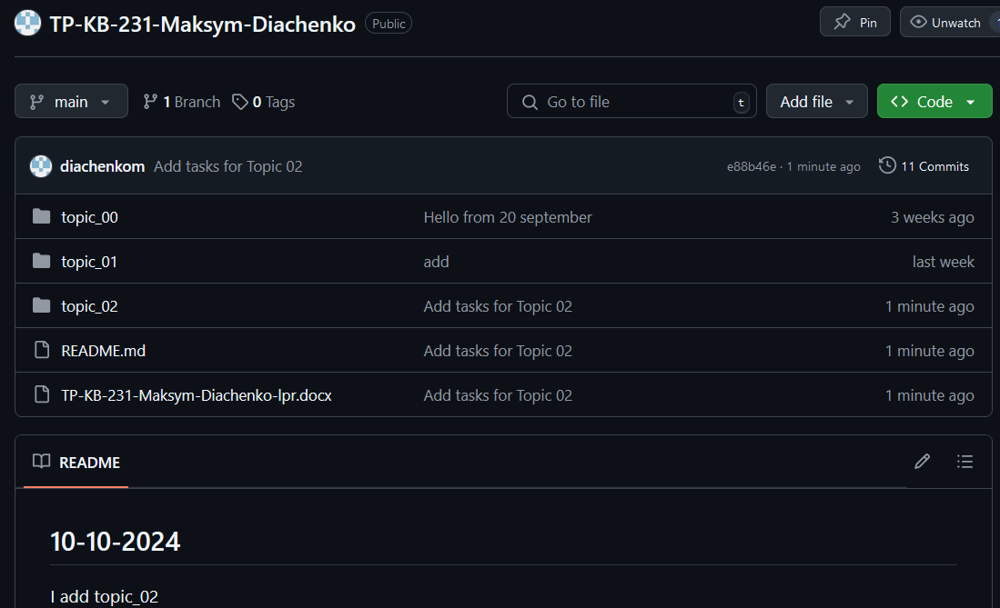 TP-KB-231-Maksym-Diachenko Public Pin Unwatch
main 1 Branch 0 Tags Go to file t Add file Code
diachenkom Add tasks for Topic 02 e88b46e · 1 minute ago 11 Commits
topic_00 Hello from 20 september 3 weeks ago
topic_01 add last week
topic_02 Add tasks for Topic 02 1 minute ago
README.md Add tasks for Topic 02 1 minute ago
TP-KB-231-Maksym-Diachenko-lpr.docx Add tasks for Topic 02 1 minute ago
README
10-10-2024
I add topic_02